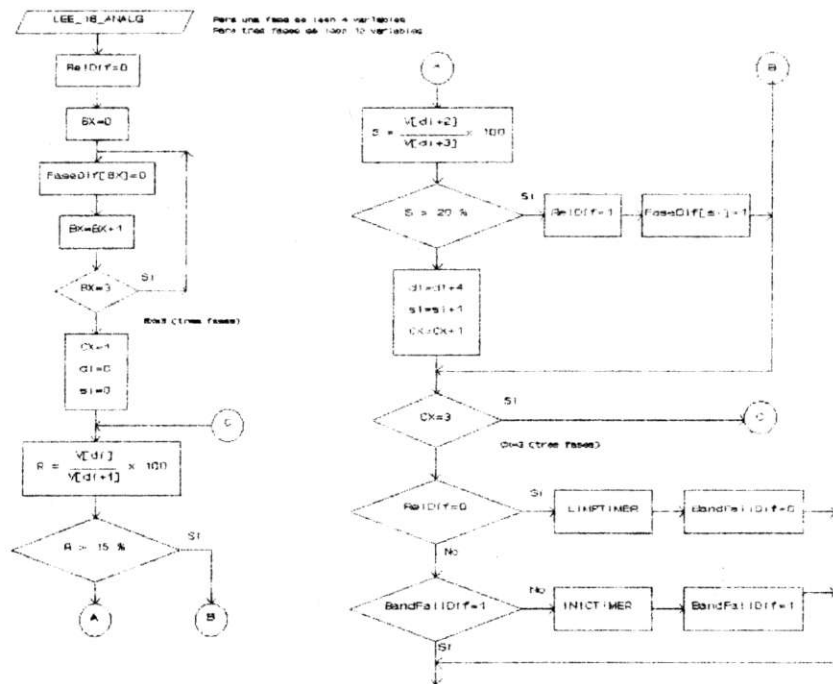 LEE_18_ANALG
Para una fase se leen 4 variables
Para tres fases se leen 12 variables
RelDif=0
BX=0
FaseDif[BX]=0
BX=BX+1
BX=3
Si
BX=3 (tres fases)
CX=1
di=0
si=0
C
R = V[di] / V[di+1] x 100
R > 15 %
Si
A
B
A
B
S = V[di+2] / V[di+3] x 100
S > 20 %
Si
RelDif=1
FaseDif[si]=1
di=di+4
si=si+1
CX=CX+1
CX=3
Si
C
CX=3 (tres fases)
RelDif=0
Si
LIMPTIMER
BandFallDif=0
No
BandFallDif=1
No
INICTIMER
BandFallDif=1
Si